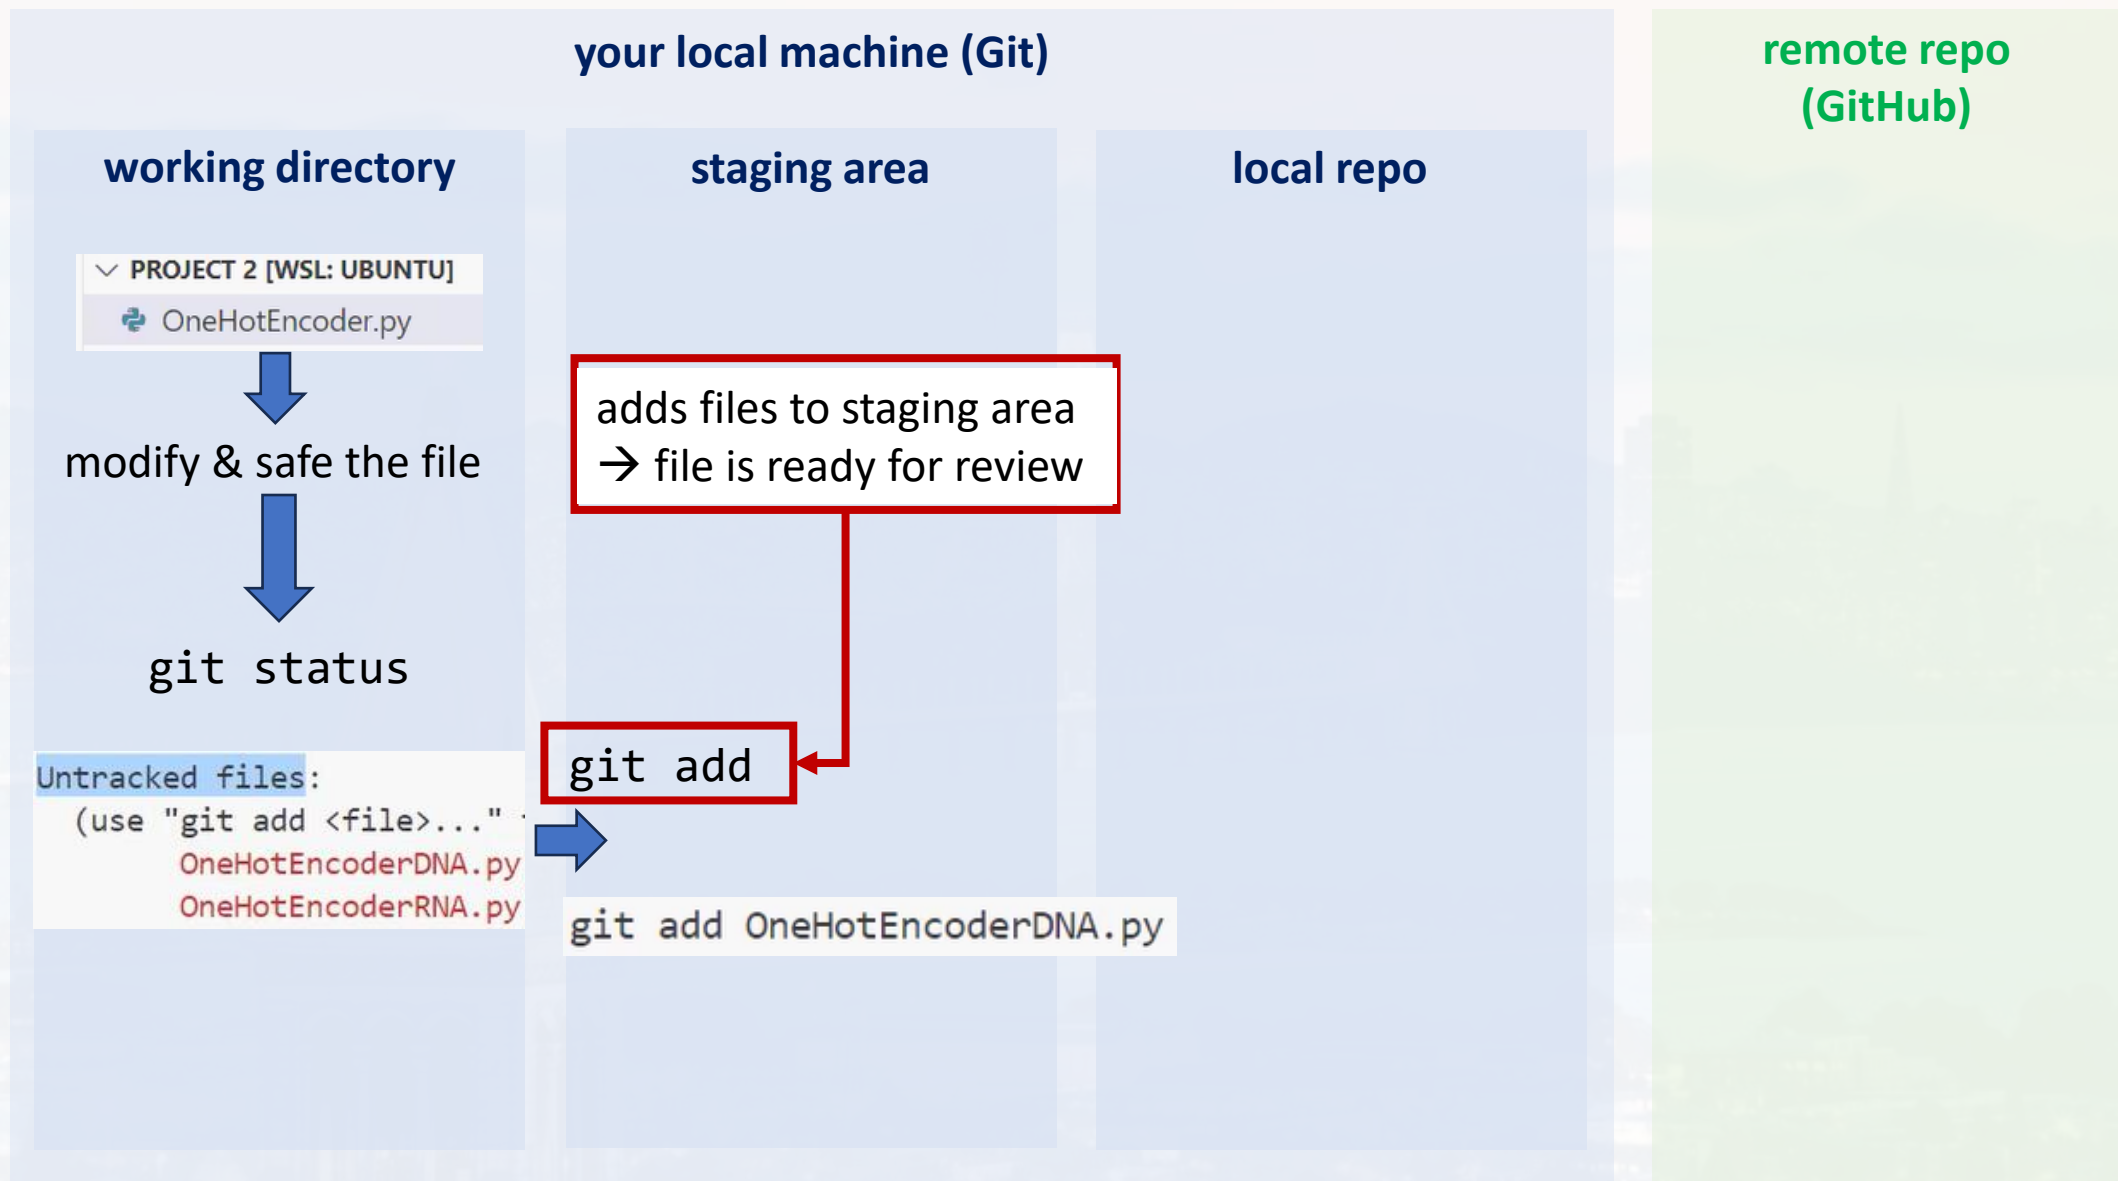 your local machine (Git)
remote repo
(GitHub)
working directory
staging area
local repo
PROJECT 2 [WSL: UBUNTU]
OneHotEncoder.py
modify & safe the file
git status
Untracked files:
(use "git add <file>..."
OneHotEncoderDNA.py
OneHotEncoderRNA.py
adds files to staging area
→ file is ready for review
git add
git add OneHotEncoderDNA.py